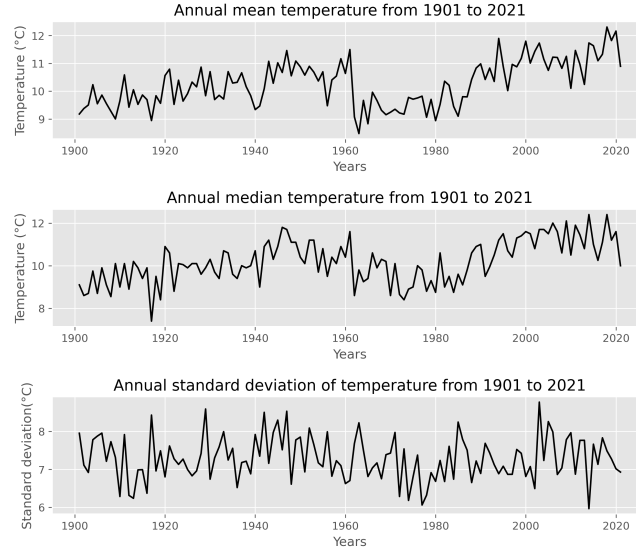 Annual mean temperature from 1901 to 2021
Temperature (°C)
12
11
10
9
1900 1920 1940 1960 1980 2000 2020
Years
Annual median temperature from 1901 to 2021
Temperature (°C)
12
10
8
1900 1920 1940 1960 1980 2000 2020
Years
Annual standard deviation of temperature from 1901 to 2021
Standard deviation(°C)
8
7
6
1900 1920 1940 1960 1980 2000 2020
Years